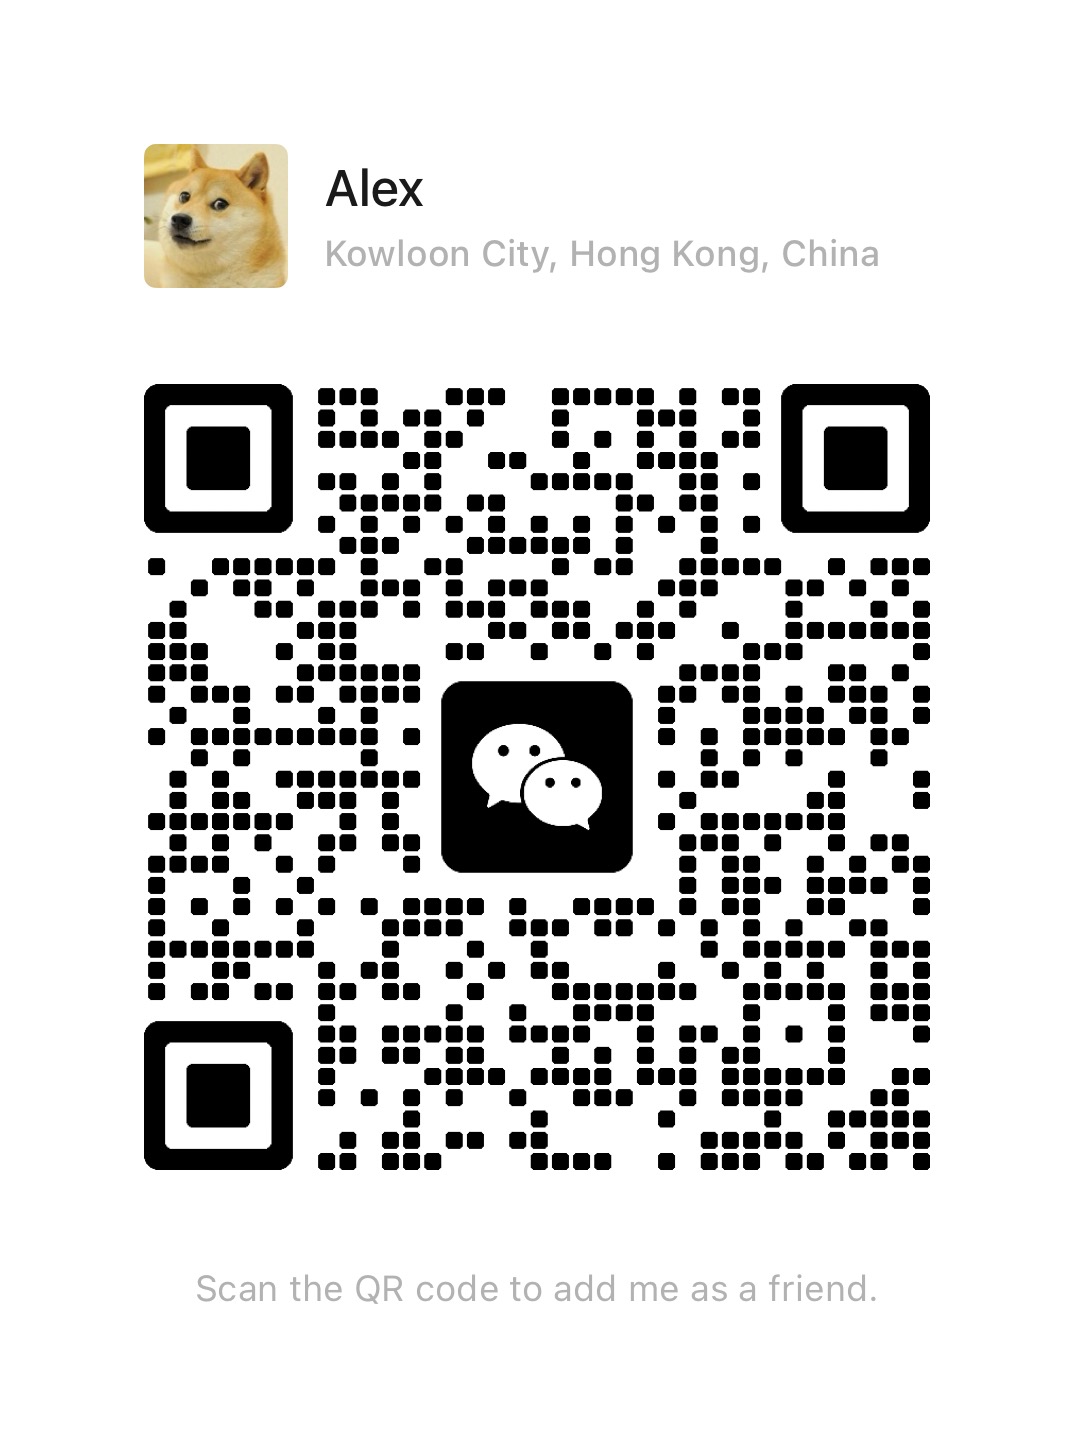 Alex
Kowloon City, Hong Kong, China
Scan the QR code to add me as a friend.